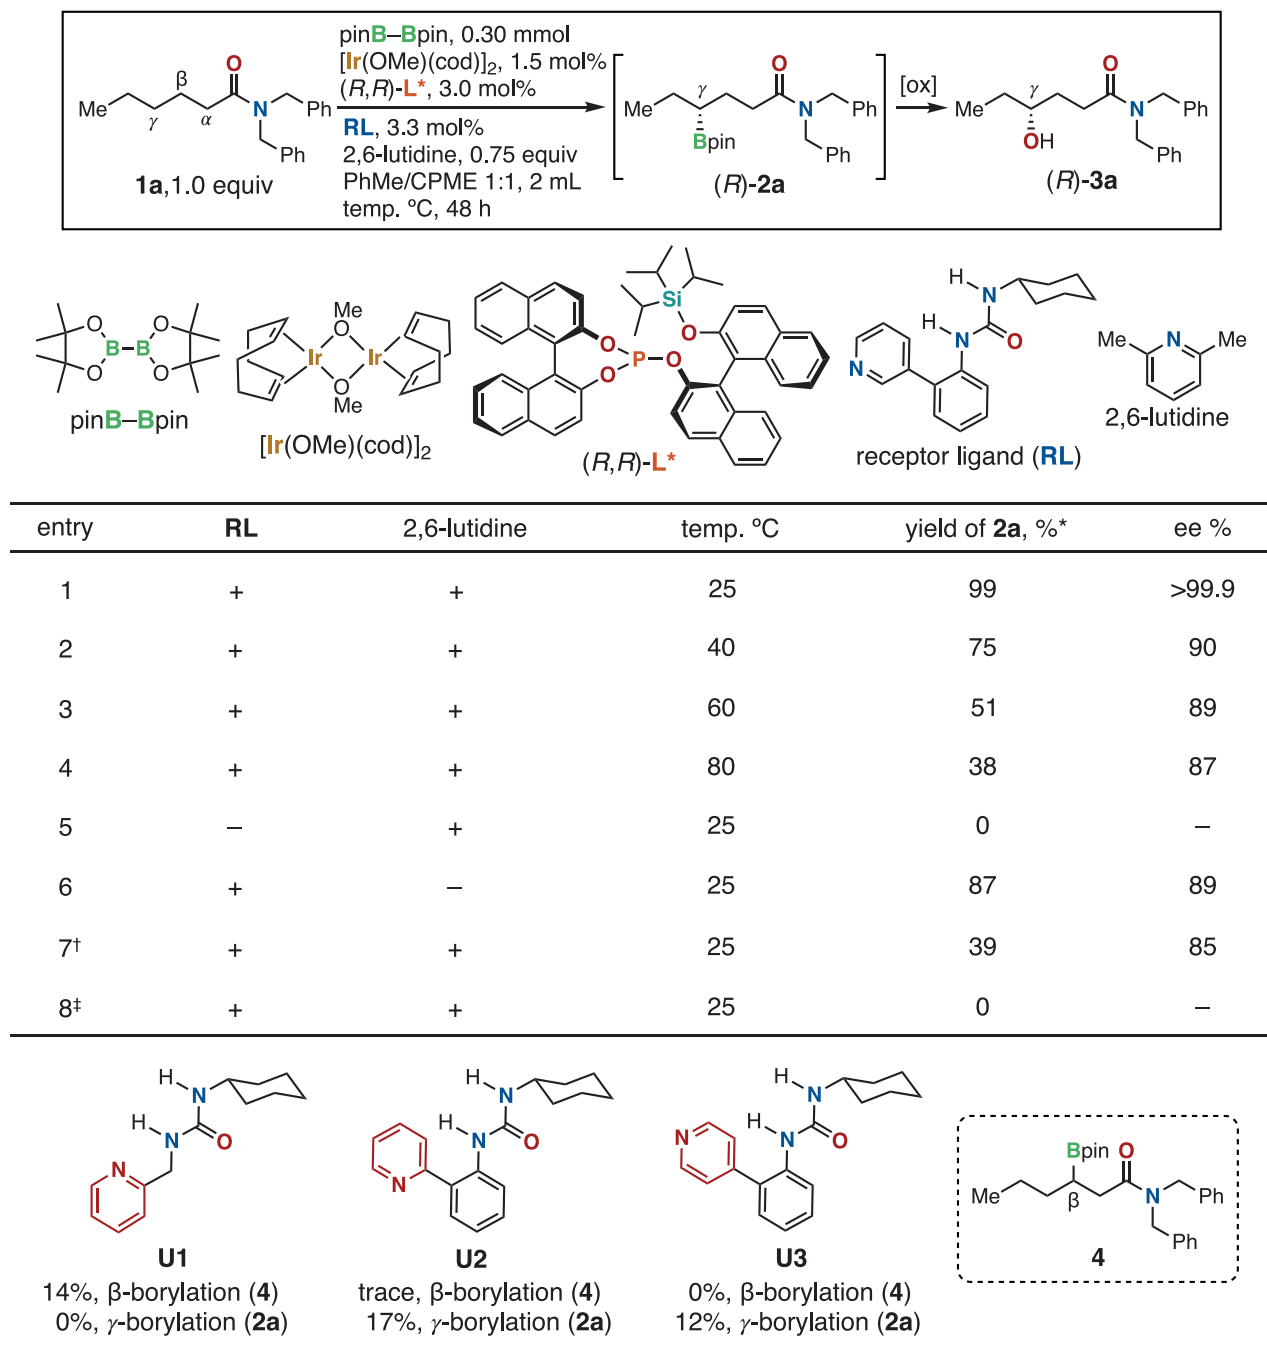 pinB–Bpin, 0.30 mmol
[Ir(OMe)(cod)]2, 1.5 mol%
(R,R)-L*, 3.0 mol%
RL, 3.3 mol%
2,6-lutidine, 0.75 equiv
PhMe/CPME 1:1, 2 mL
temp. ºC, 48 h
Me β γ α O N Ph Ph
1a,1.0 equiv
Me γ O N Ph Bpin Ph
(R)-2a
[ox]
Me γ O N Ph OH Ph
(R)-3a
O O B B O O
pinB–Bpin
OMe Ir Ir OMe
[Ir(OMe)(cod)]2
Si O O P O O
(R,R)-L*
H N H N O N
receptor ligand (RL)
Me N Me
2,6-lutidine
entry RL 2,6-lutidine temp. ºC yield of 2a, %* ee %
1 + + 25 99 >99.9
2 + + 40 75 90
3 + + 60 51 89
4 + + 80 38 87
5 – + 25 0 –
6 + – 25 87 89
7† + + 25 39 85
8‡ + + 25 0 –
H N H N O N
U1
14%, β-borylation (4)
0%, γ-borylation (2a)
H N H N O N
U2
trace, β-borylation (4)
17%, γ-borylation (2a)
H N H N O N
U3
0%, β-borylation (4)
12%, γ-borylation (2a)
Bpin O Me β N Ph Ph
4